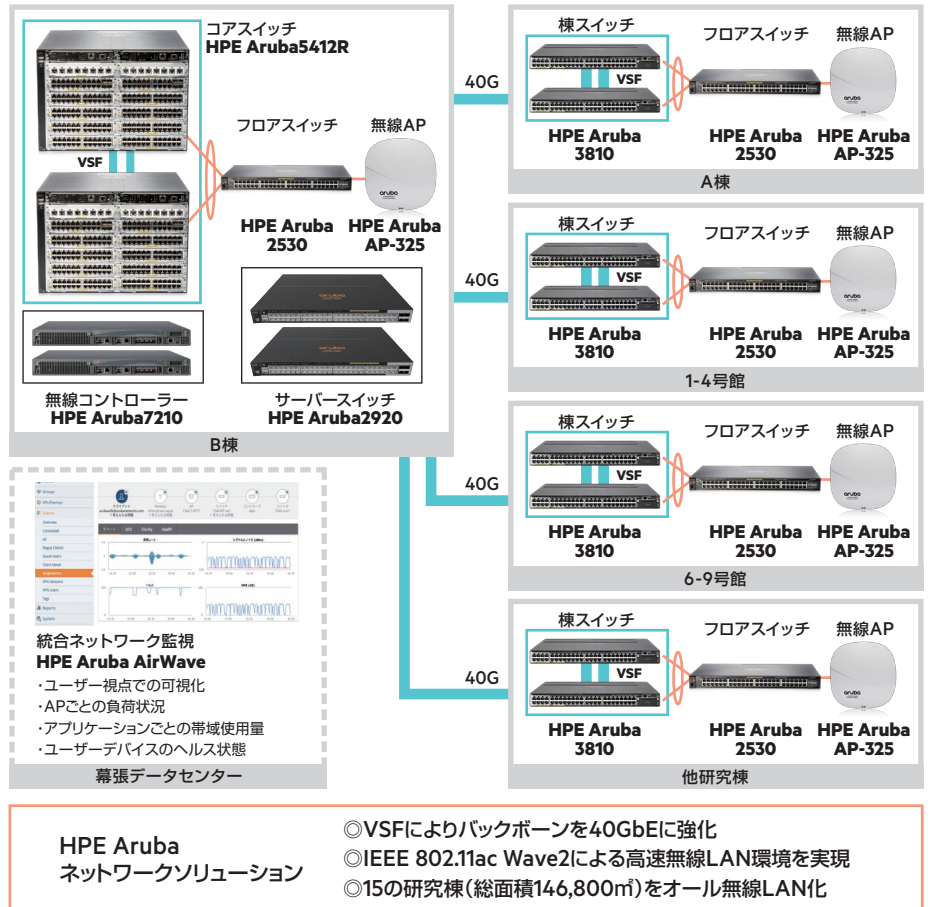 コアスイッチ
HPE Aruba5412R
VSF
フロアスイッチ
無線AP
HPE Aruba
2530
HPE Aruba
AP-325
無線コントローラー
HPE Aruba7210
サーバースイッチ
HPE Aruba2920
B棟
40G
棟スイッチ
フロアスイッチ
無線AP
VSF
aruba
HPE Aruba
3810
HPE Aruba
2530
HPE Aruba
AP-325
A棟
40G
棟スイッチ
フロアスイッチ
無線AP
VSF
aruba
HPE Aruba
3810
HPE Aruba
2530
HPE Aruba
AP-325
1-4号館
40G
棟スイッチ
フロアスイッチ
無線AP
VSF
aruba
HPE Aruba
3810
HPE Aruba
2530
HPE Aruba
AP-325
6-9号館
40G
棟スイッチ
フロアスイッチ
無線AP
VSF
aruba
HPE Aruba
3810
HPE Aruba
2530
HPE Aruba
AP-325
他研究棟
統合ネットワーク監視
HPE Aruba AirWave
・ユーザー視点での可視化
・APごとの負荷状況
・アプリケーションごとの帯域使用量
・ユーザーデバイスのヘルス状態
幕張データセンター
HPE Aruba
ネットワークソリューション
◎VSFによりバックボーンを40GbEに強化
◎IEEE 802.11ac Wave2による高速無線LAN環境を実現
◎15の研究棟（総面積146,800㎡）をオール無線LAN化